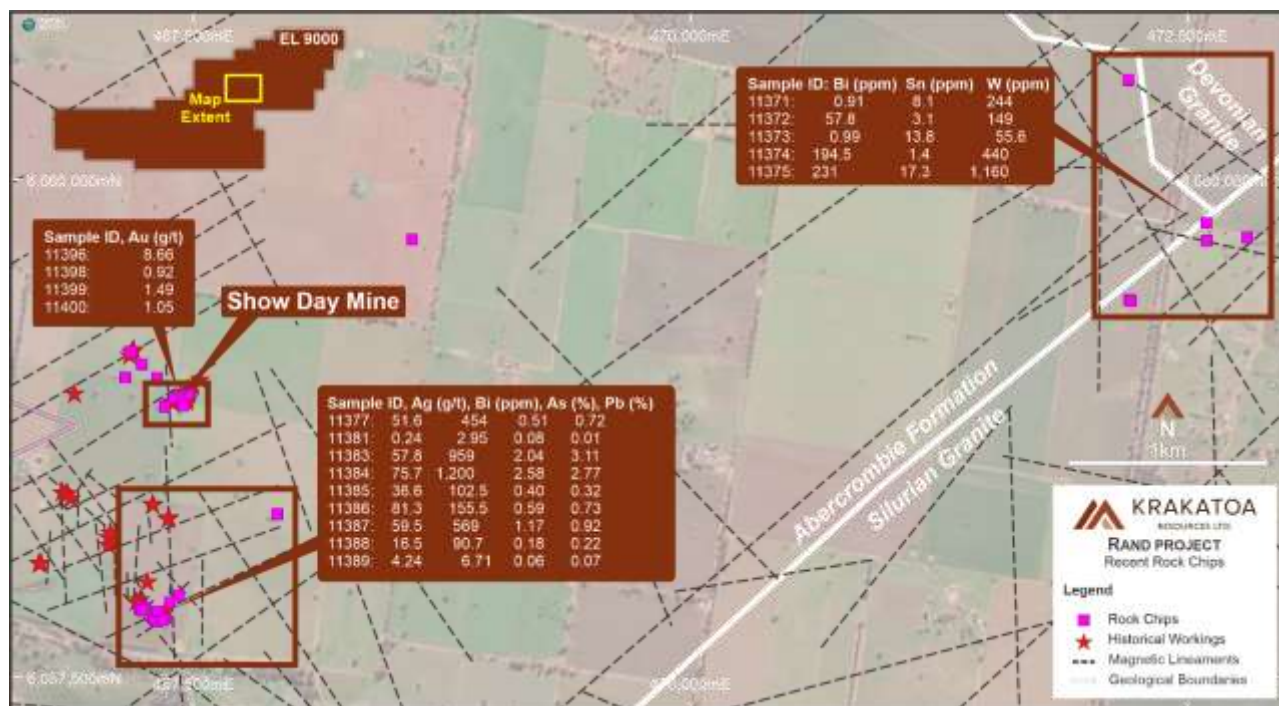 467,500mE
470,000mE
472,500mE
EL 9000
Map
Extent
Sample ID: Bi (ppm) Sn (ppm) W (ppm)
11371: 0.91 8.1 244
11372: 57.8 3.1 149
11373: 0.99 13.8 55.6
11374: 194.5 1.4 440
11375: 231 17.3 1,160
Devonian
Granite
6,060,000mN
Sample ID, Au (g/t)
11396: 8.66
11398: 0.92
11399: 1.49
11400: 1.05
Show Day Mine
Sample ID, Ag (g/t), Bi (ppm), As (%), Pb (%)
11377: 51.6 454 0.51 0.72
11381: 0.24 2.95 0.08 0.01
11383: 57.8 959 2.04 3.11
11384: 75.7 1,200 2.58 2.77
11385: 36.6 102.5 0.40 0.32
11386: 81.3 155.5 0.59 0.73
11387: 59.5 569 1.17 0.92
11388: 16.5 90.7 0.18 0.22
11389: 4.24 6.71 0.06 0.07
Abercrombie Formation
Silurian Granite
N
1km
KRAKATOA
RESOURCES LTD
RAND PROJECT
Recent Rock Chips
Legend
Rock Chips
Historical Workings
Magnetic Lineaments
Geological Boundaries
6,057,500mN
467,500mE
470,000mE